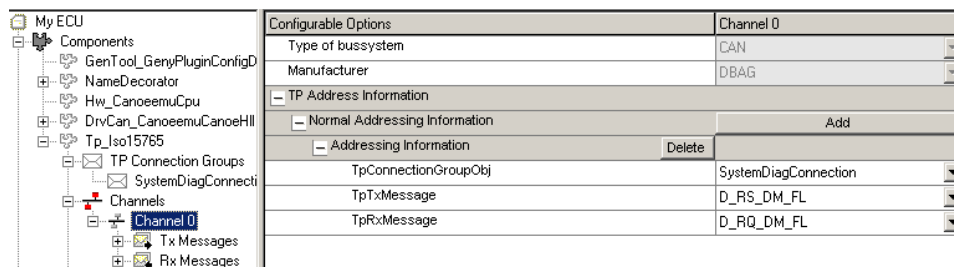 My ECU
Components
GenTool_GenyPluginConfigD
NameDecorator
Hw_CanoeemuCpu
DrvCan_CanoeemuCanoeHll
Tp_Iso15765
TP Connection Groups
SystemDiagConnecti
Channels
Channel 0
Tx Messages
Rx Messages
Configurable Options Channel 0
Type of bussystem CAN
Manufacturer DBAG
TP Address Information
Normal Addressing Information Add
Addressing Information Delete
TpConnectionGroupObj SystemDiagConnection
TpTxMessage D_RS_DM_FL
TpRxMessage D_RQ_DM_FL